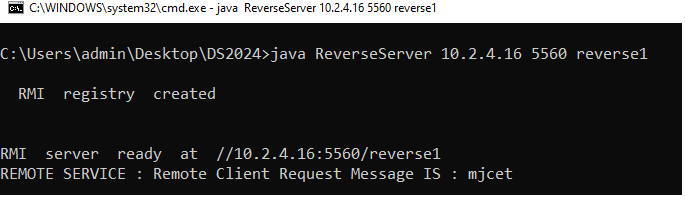 C:\WINDOWS\system32\cmd.exe - java ReverseServer 10.2.4.16 5560 reverse1
C:\Users\admin\Desktop\DS2024>java ReverseServer 10.2.4.16 5560 reverse1
RMI registry created
RMI server ready at //10.2.4.16:5560/reverse1
REMOTE SERVICE : Remote Client Request Message IS : mjcet